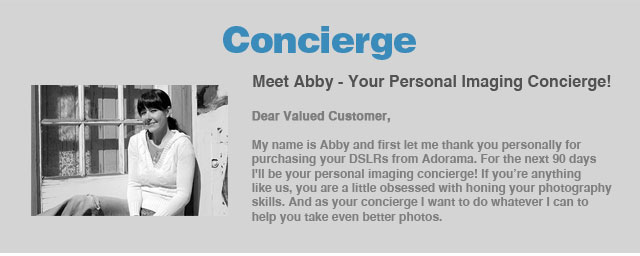 Concierge
Meet Abby - Your Personal Imaging Concierge!
Dear Valued Customer,
My name is Abby and first let me thank you personally for
purchasing your DSLRs from Adorama. For the next 90 days
I'll be your personal imaging concierge! If you're anything
like us, you are a little obsessed with honing your photography
skills. And as your concierge I want to do whatever I can to
help you take even better photos.